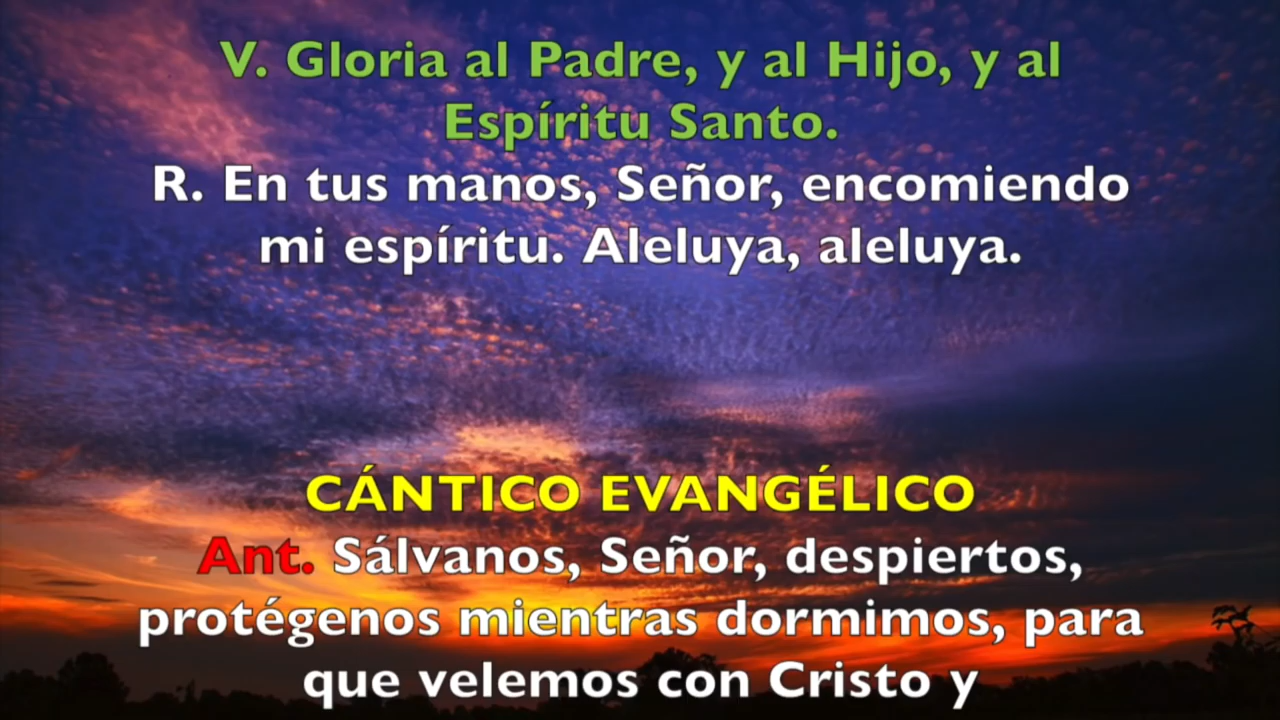 V. Gloria al Padre, y al Hijo, y al
Espíritu Santo.
R. En tus manos, Señor, encomiendo
mi espíritu. Aleluya, aleluya.
CÁNTICO EVANGÉLICO
Ant. Sálvanos, Señor, despiertos,
protégenos mientras dormimos, para
que velemos con Cristo y